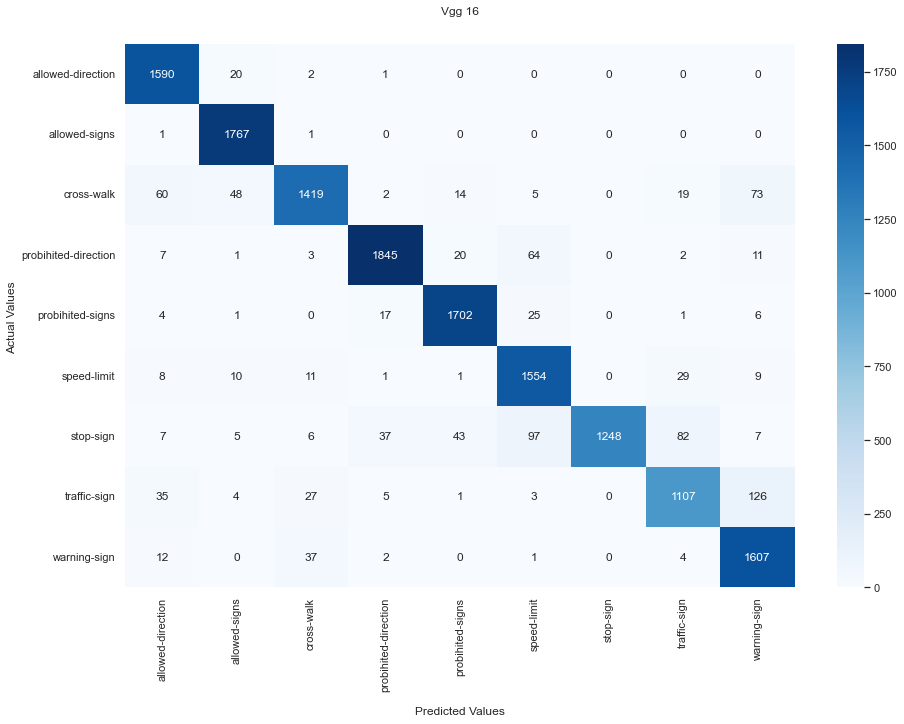 Vgg 16
allowed-direction 1590 20 2 1 0 0 0 0 0
allowed-signs 1 1767 1 0 0 0 0 0 0
cross-walk 60 48 1419 2 14 5 0 19 73
probihited-direction 7 1 3 1845 20 64 0 2 11
probihited-signs 4 1 0 17 1702 25 0 1 6
speed-limit 8 10 11 1 1 1554 0 29 9
stop-sign 7 5 6 37 43 97 1248 82 7
traffic-sign 35 4 27 5 1 3 0 1107 126
warning-sign 12 0 37 2 0 1 0 4 1607
allowed-direction allowed-signs cross-walk probihited-direction probihited-signs speed-limit stop-sign traffic-sign warning-sign
Predicted Values
Actual Values
1750
1500
1250
1000
750
500
250
0